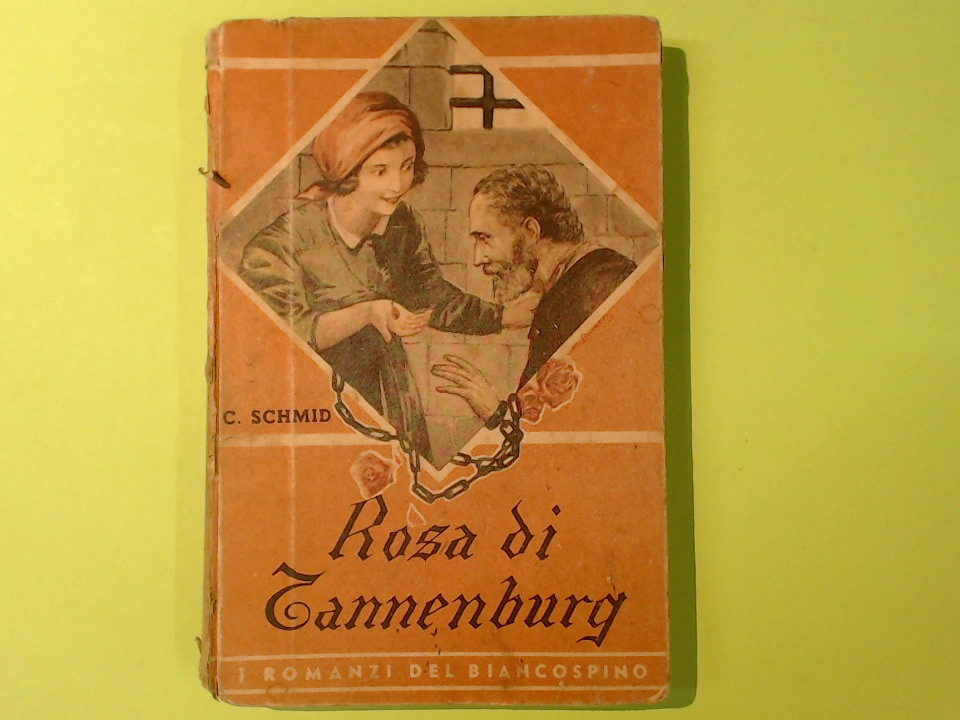 C. SCHMID
Rosa di
Tannenburg
I ROMANZI DEL BIANCOSPINO